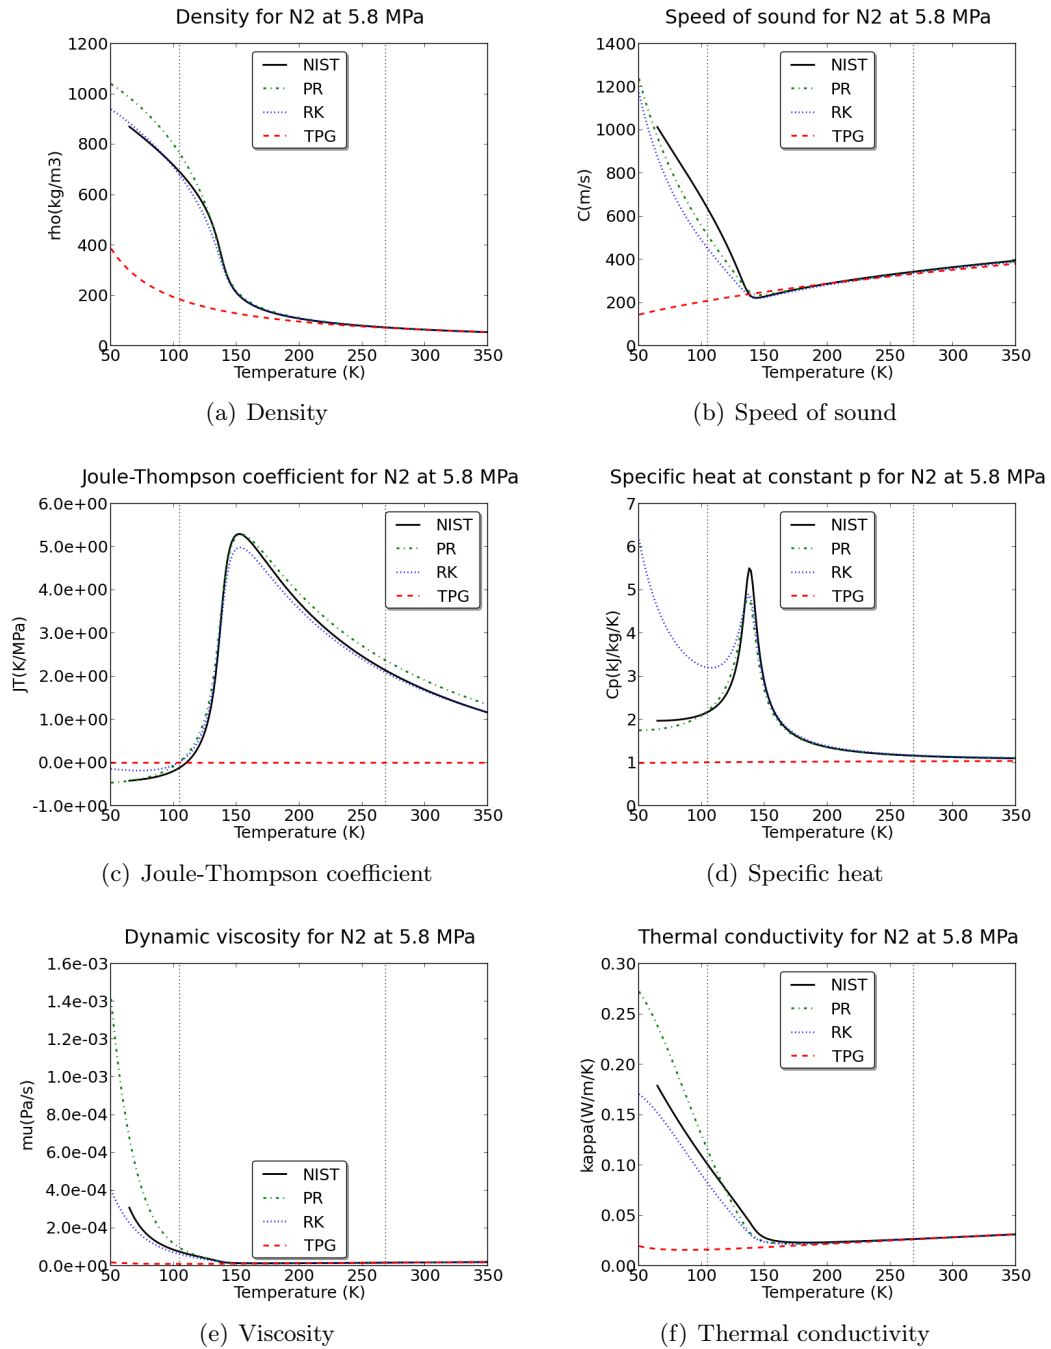 Density for N2 at 5.8 MPa
1200
1000
800
600
400
200
0
rho(kg/m3)
NIST
PR
RK
TPG
50 100 150 200 250 300 350
Temperature (K)
(a) Density
Speed of sound for N2 at 5.8 MPa
1400
1200
1000
800
600
400
200
0
C(m/s)
NIST
PR
RK
TPG
50 100 150 200 250 300 350
Temperature (K)
(b) Speed of sound
Joule-Thompson coefficient for N2 at 5.8 MPa
6.0e+00
5.0e+00
4.0e+00
3.0e+00
2.0e+00
1.0e+00
0.0e+00
-1.0e+00
JT(K/MPa)
NIST
PR
RK
TPG
50 100 150 200 250 300 350
Temperature (K)
(c) Joule-Thompson coefficient
Specific heat at constant p for N2 at 5.8 MPa
7
6
5
4
3
2
1
0
Cp(kJ/kg/K)
NIST
PR
RK
TPG
50 100 150 200 250 300 350
Temperature (K)
(d) Specific heat
Dynamic viscosity for N2 at 5.8 MPa
1.6e-03
1.4e-03
1.2e-03
1.0e-03
8.0e-04
6.0e-04
4.0e-04
2.0e-04
0.0e+00
mu(Pa/s)
NIST
PR
RK
TPG
50 100 150 200 250 300 350
Temperature (K)
(e) Viscosity
Thermal conductivity for N2 at 5.8 MPa
0.30
0.25
0.20
0.15
0.10
0.05
0.00
kappa(W/m/K)
NIST
PR
RK
TPG
50 100 150 200 250 300 350
Temperature (K)
(f) Thermal conductivity